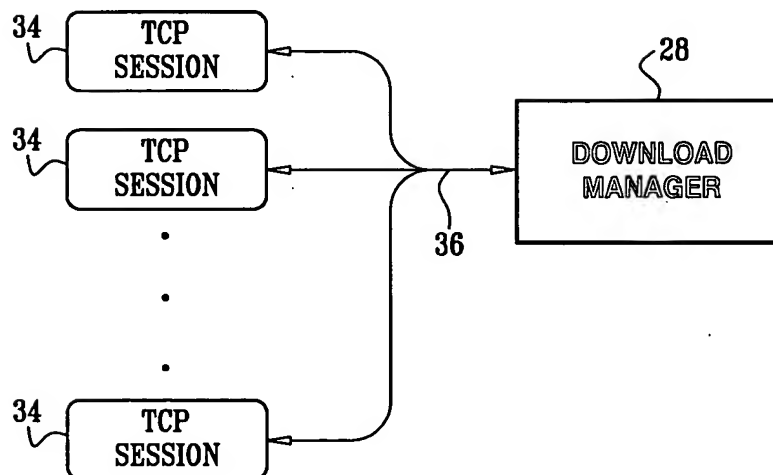 34
TCP
SESSION
28
34
TCP
SESSION
DOWNLOAD
MANAGER
36
34
TCP
SESSION